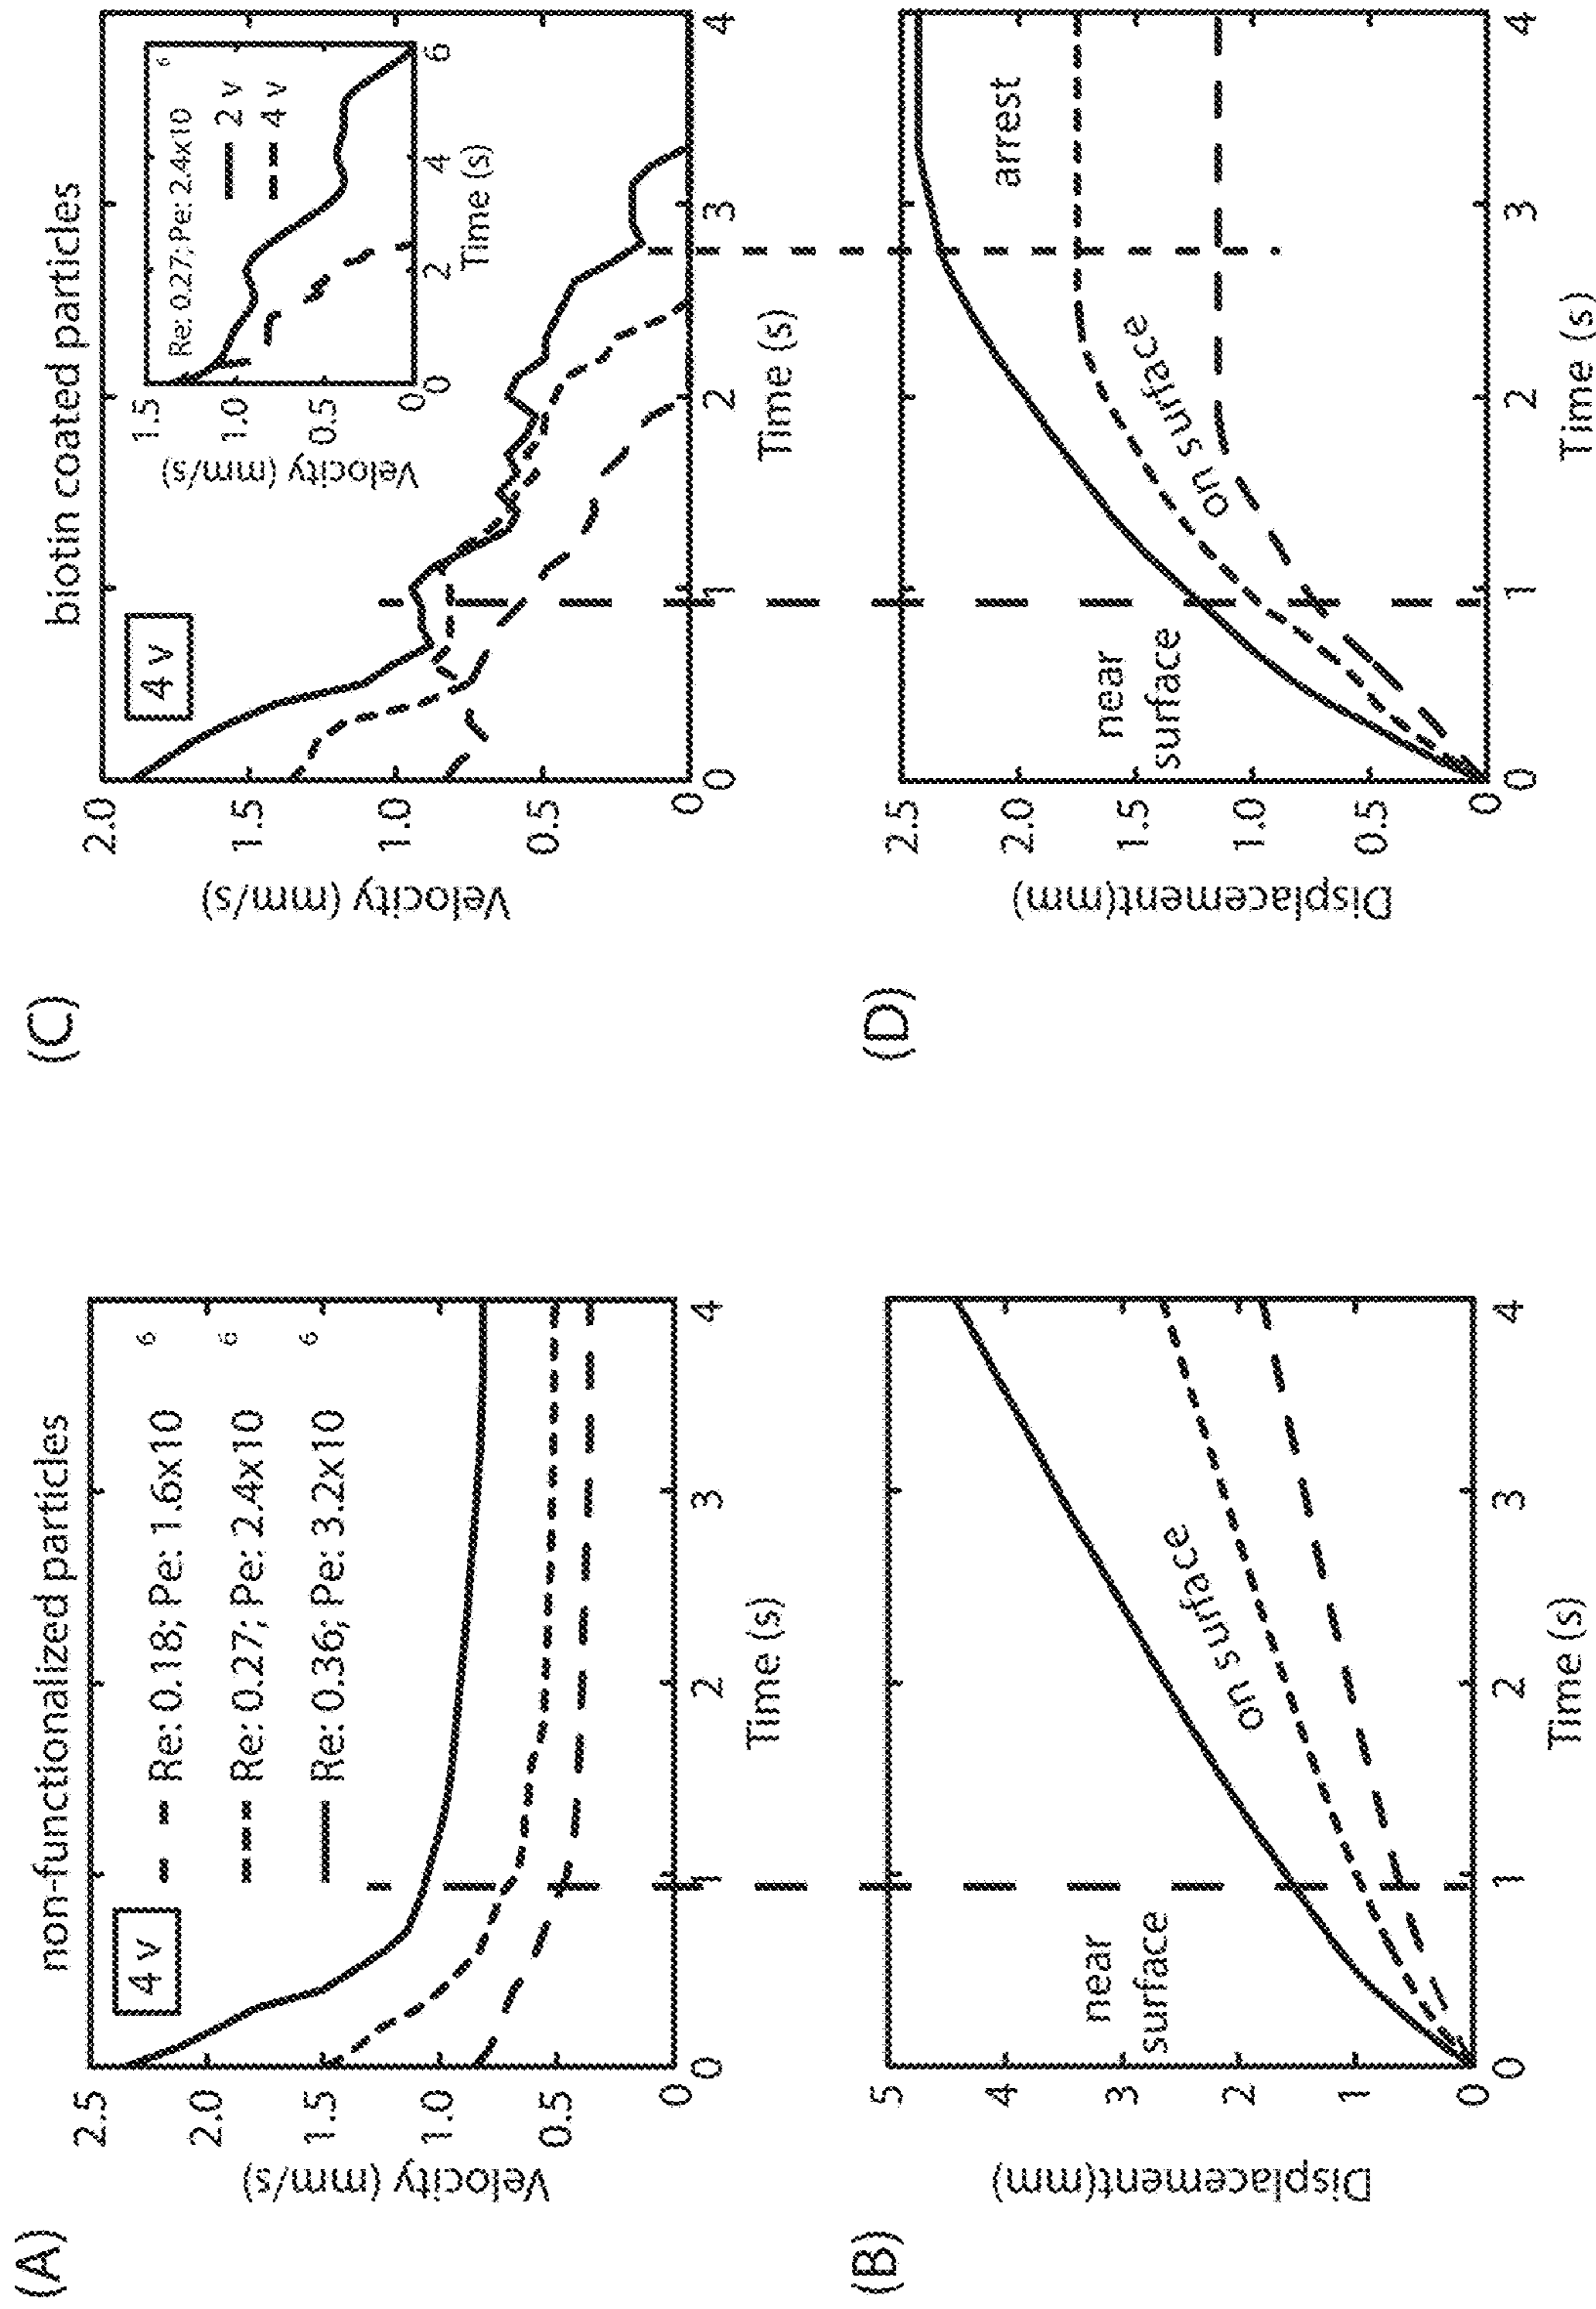 (A)
non-functionalized particles
4 v
Re: 0.18; Pe: 1.6x10 6
Re: 0.27; Pe: 2.4x10 6
Re: 0.36; Pe: 3.2x10 6
Velocity (mm/s)
2.5
2.0
1.5
1.0
0.5
0
0 1 2 3 4
Time (s)
(B)
Displacement(mm)
5
4
3
2
1
0
near
surface
on surface
0 1 2 3 4
Time (s)
(C)
biotin coated particles
4 v
Velocity (mm/s)
2.0
1.5
1.0
0.5
0
0 1 2 3 4
Time (s)
Re: 0.27; Pe: 2.4x10 6
2 v
4 v
Velocity (mm/s)
1.5
1.0
0.5
0
0 2 4 6
Time (s)
(D)
Displacement(mm)
2.5
2.0
1.5
1.0
0.5
0
near
surface
on surface
arrest
0 1 2 3 4
Time (s)